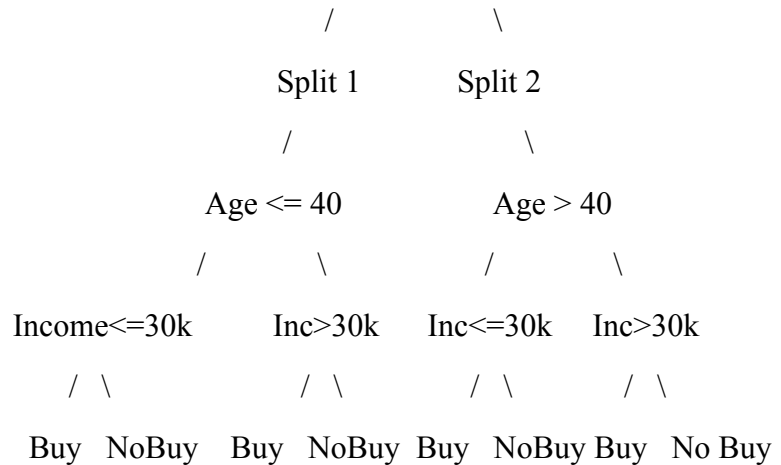 / \
Split 1 Split 2
/ \
Age <= 40 Age > 40
/ \ / \
Income<=30k Inc>30k Inc<=30k Inc>30k
/ \ / \ / \ / \
Buy NoBuy Buy NoBuy Buy NoBuy Buy No Buy